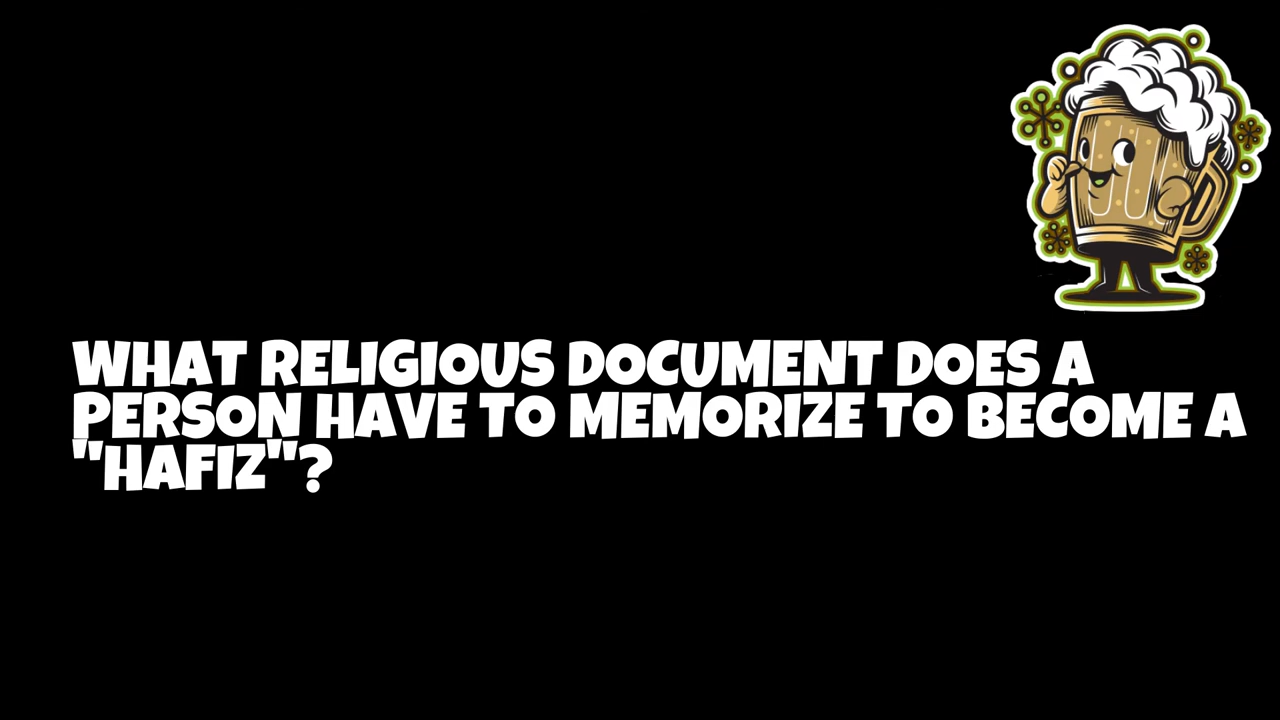 WHAT RELIGIOUS DOCUMENT DOES A
PERSON HAVE TO MEMORIZE TO BECOME A
"HAFIZ"?